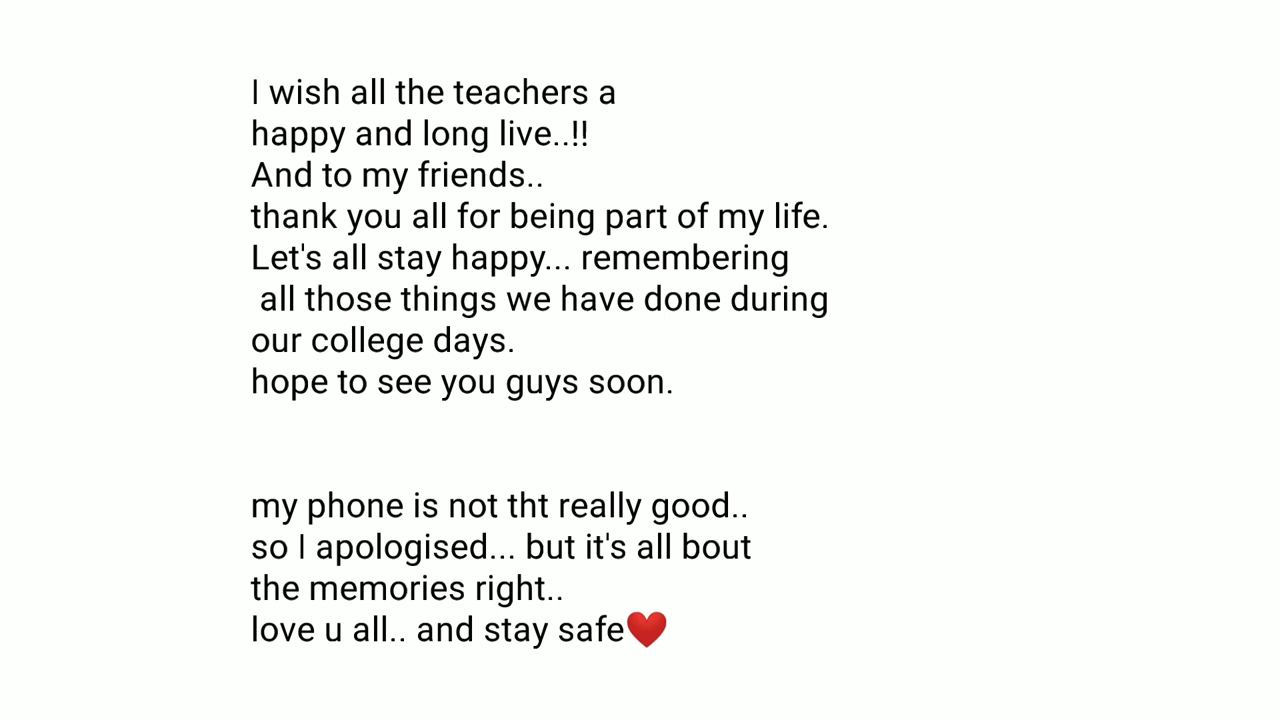 I wish all the teachers a
happy and long live..!!
And to my friends..
thank you all for being part of my life.
Let's all stay happy... remembering
all those things we have done during
our college days.
hope to see you guys soon.
my phone is not tht really good..
so I apologised... but it's all bout
the memories right..
love u all.. and stay safe❤️